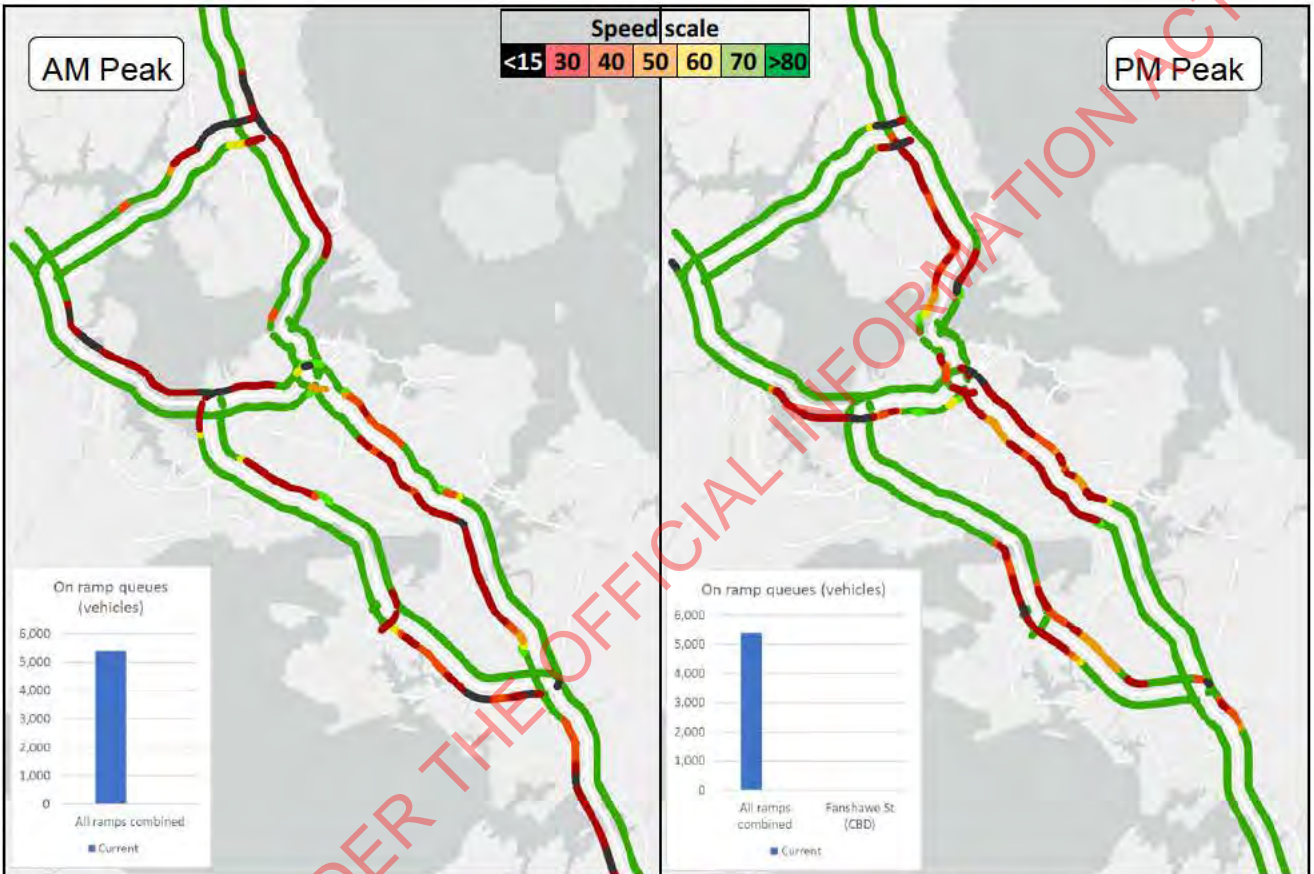 AM Peak
Speed scale
<15 30 40 50 60 70 >80
PM Peak
DER THE OFFICIAL INFORMATION ACT
On ramp queues
(vehicles)
6,000
5,000
4,000
3,000
2,000
1,000
0
All ramps combined
Current
On ramp queues (vehicles)
6,000
5,000
4,000
3,000
2,000
1,000
0
All ramps
combined
Fanshawe St
(CBD)
Current